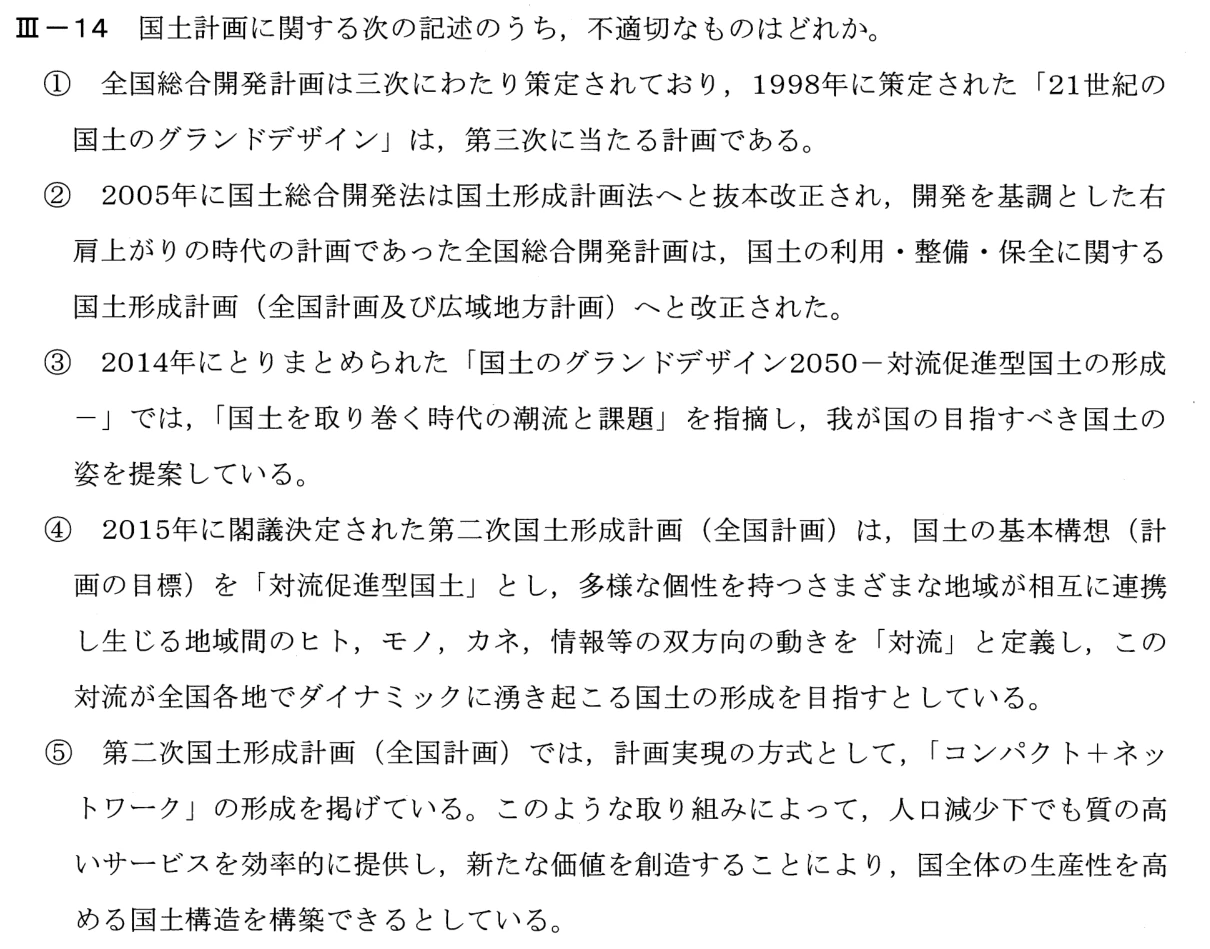 Ⅲ－14　国土計画に関する次の記述のうち，不適切なものはどれか。
①　全国総合開発計画は三次にわたり策定されており，1998年に策定された「21世紀の
国土のグランドデザイン」は，第三次に当たる計画である。
②　2005年に国土総合開発法は国土形成計画法へと抜本改正され，開発を基調とした右
肩上がりの時代の計画であった全国総合開発計画は，国土の利用・整備・保全に関する
国土形成計画（全国計画及び広域地方計画）へと改正された。
③　2014年にとりまとめられた「国土のグランドデザイン2050－対流促進型国土の形成
－」では，「国土を取り巻く時代の潮流と課題」を指摘し，我が国の目指すべき国土の
姿を提案している。
④　2015年に閣議決定された第二次国土形成計画（全国計画）は，国土の基本構想（計
画の目標）を「対流促進型国土」とし，多様な個性を持つさまざまな地域が相互に連携
し生じる地域間のヒト，モノ，カネ，情報等の双方向の動きを「対流」と定義し，この
対流が全国各地でダイナミックに湧き起こる国土の形成を目指すとしている。
⑤　第二次国土形成計画（全国計画）では，計画実現の方式として，「コンパクト＋ネッ
トワーク」の形成を掲げている。このような取り組みによって，人口減少下でも質の高
いサービスを効率的に提供し，新たな価値を創造することにより，国全体の生産性を高
める国土構造を構築できるとしている。